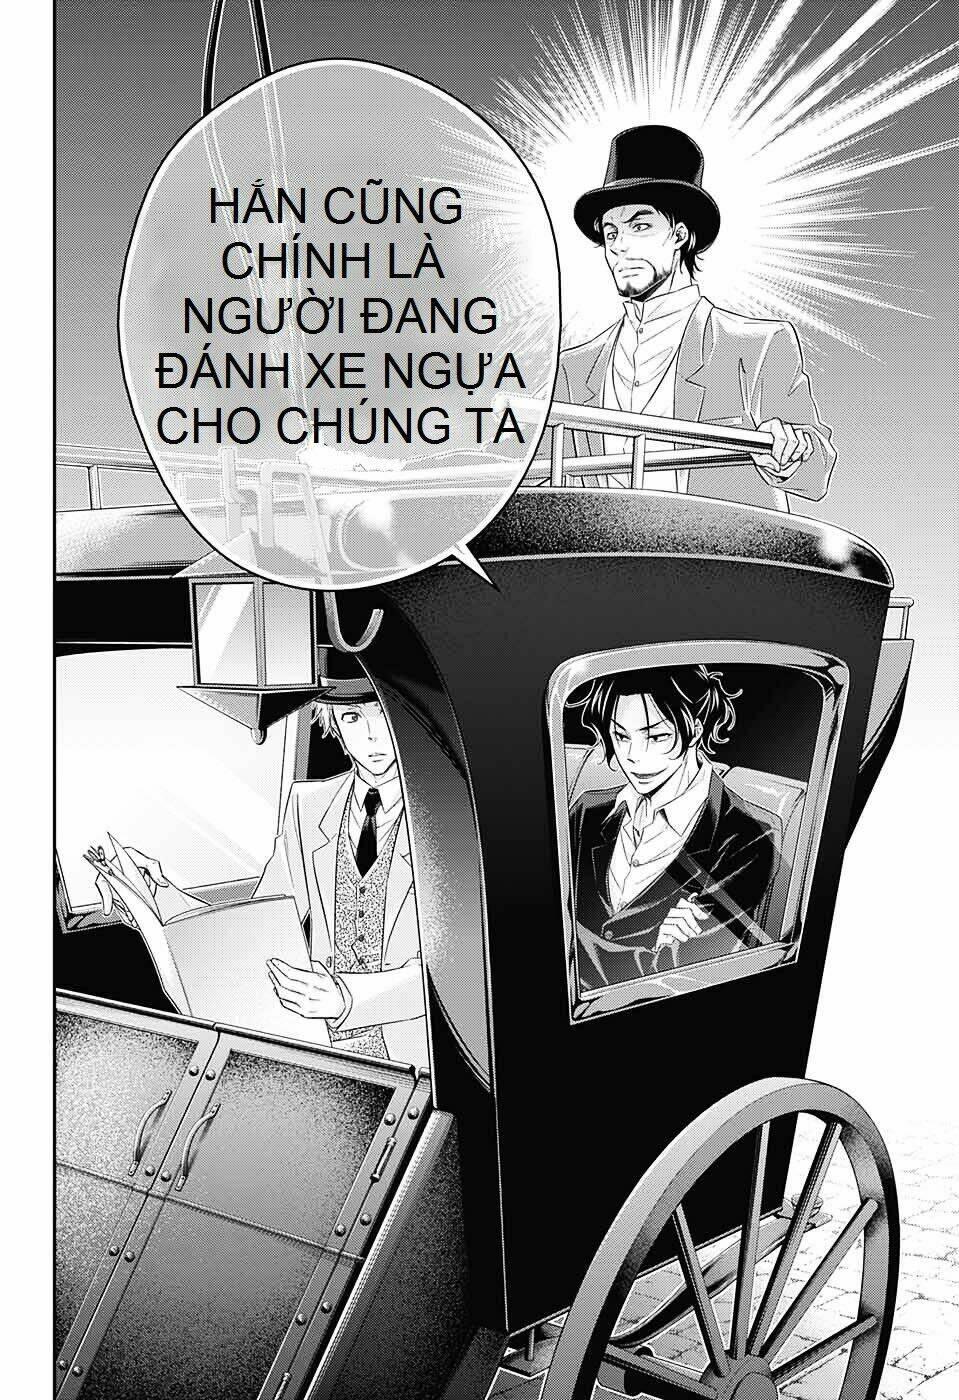 HẮN CŨNG
CHÍNH LÀ
NGƯỜI ĐANG
ĐÁNH XE NGỰA
CHO CHÚNG TA